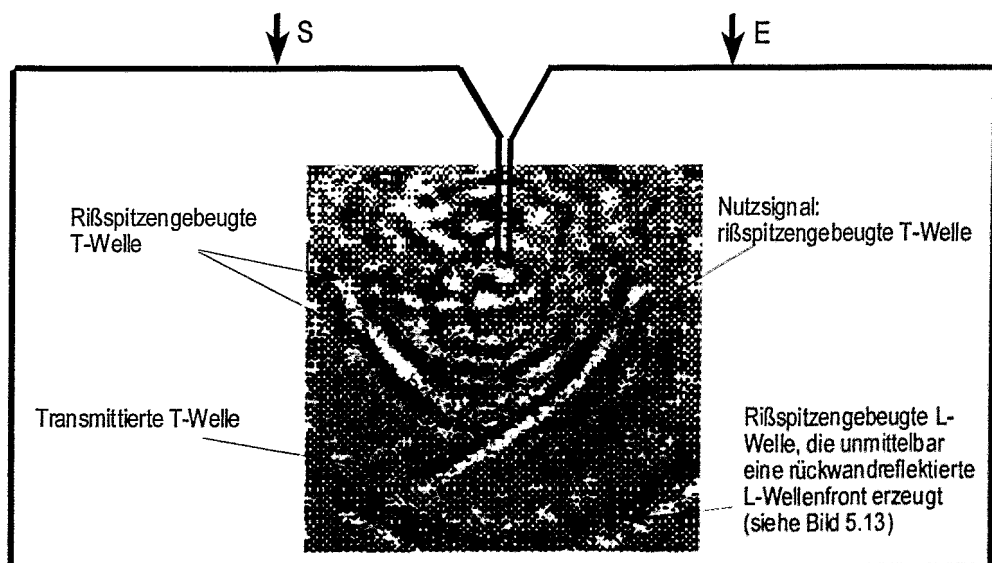 S
E
Rißspitzengebeugte
T-Welle
Nutzsignal:
rißspitzengebeugte T-Welle
Transmittierte T-Welle
Rißspitzengebeugte L-
Welle, die unmittelbar
eine rückwandreflektierte
L-Wellenfront erzeugt
(siehe Bild 5.13)